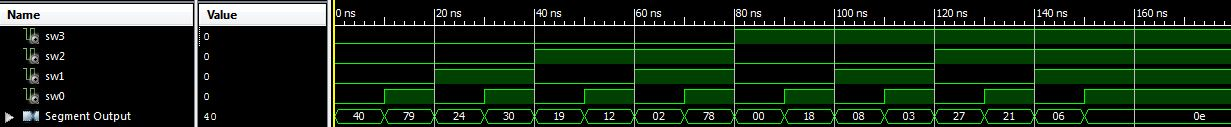 Name Value 0 ns 20 ns 40 ns 60 ns 80 ns 100 ns 120 ns 140 ns 160 ns
sw3 0
sw2 0
sw1 0
sw0 0
Segment Output 40 40 79 24 30 19 12 02 78 00 18 08 03 27 21 06 0e